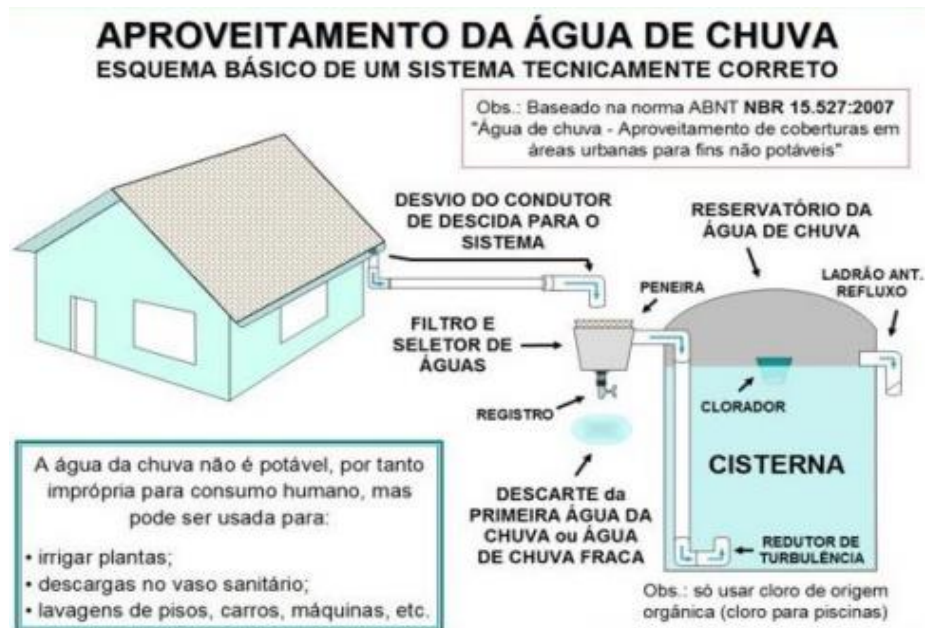 APROVEITAMENTO DA ÁGUA DE CHUVA
ESQUEMA BÁSICO DE UM SISTEMA TECNICAMENTE CORRETO
Obs.: Baseado na norma ABNT NBR 15.527:2007
"Água de chuva - Aproveitamento de coberturas em
áreas urbanas para fins não potáveis"
DESVIO DO CONDUTOR
DE DESCIDA PARA O
SISTEMA
RESERVATÓRIO DA
ÁGUA DE CHUVA
PENEIRA
LADRÃO ANT.
REFLUXO
FILTRO E
SELETOR DE
ÁGUAS
REGISTRO
CLORADOR
CISTERNA
DESCARTE da
PRIMEIRA ÁGUA DA
CHUVA ou ÁGUA
DE CHUVA FRACA
REDUTOR DE
TURBULÊNCIA
Obs.: só usar cloro de origem
orgânica (cloro para piscinas)
A água da chuva não é potável, por tanto
imprópria para consumo humano, mas
pode ser usada para:
• irrigar plantas;
• descargas no vaso sanitário;
• lavagens de pisos, carros, máquinas, etc.